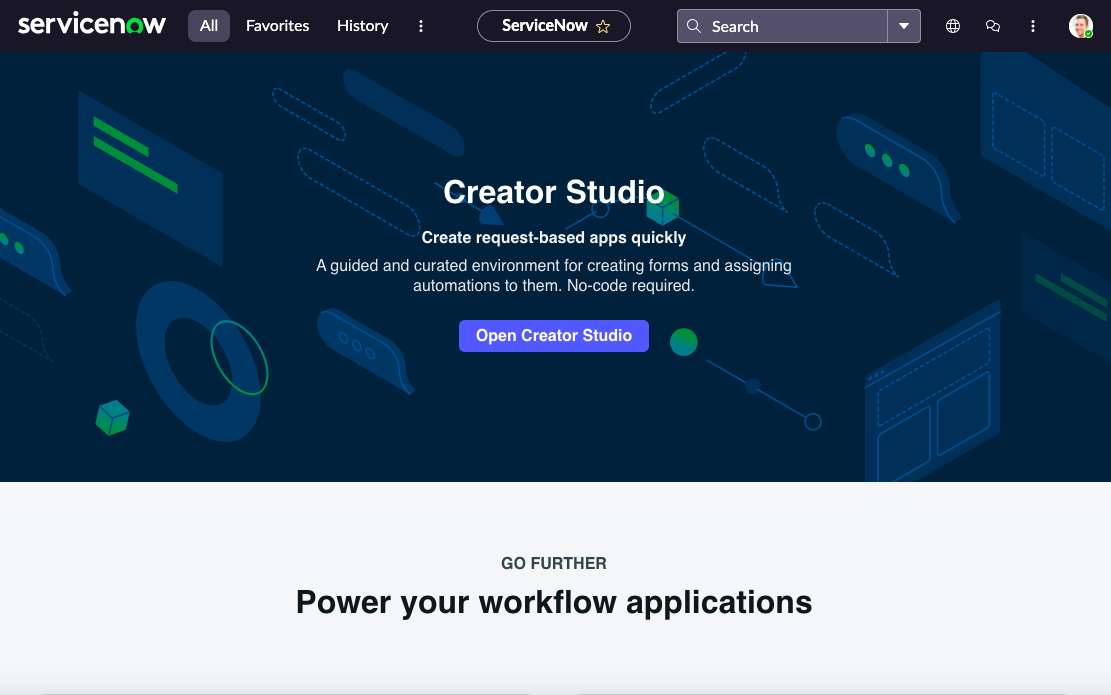 servicenow
All
Favorites
History
ServiceNow
Search
Creator Studio
Create request-based apps quickly
A guided and curated environment for creating forms and assigning
automations to them. No-code required.
Open Creator Studio
GO FURTHER
Power your workflow applications